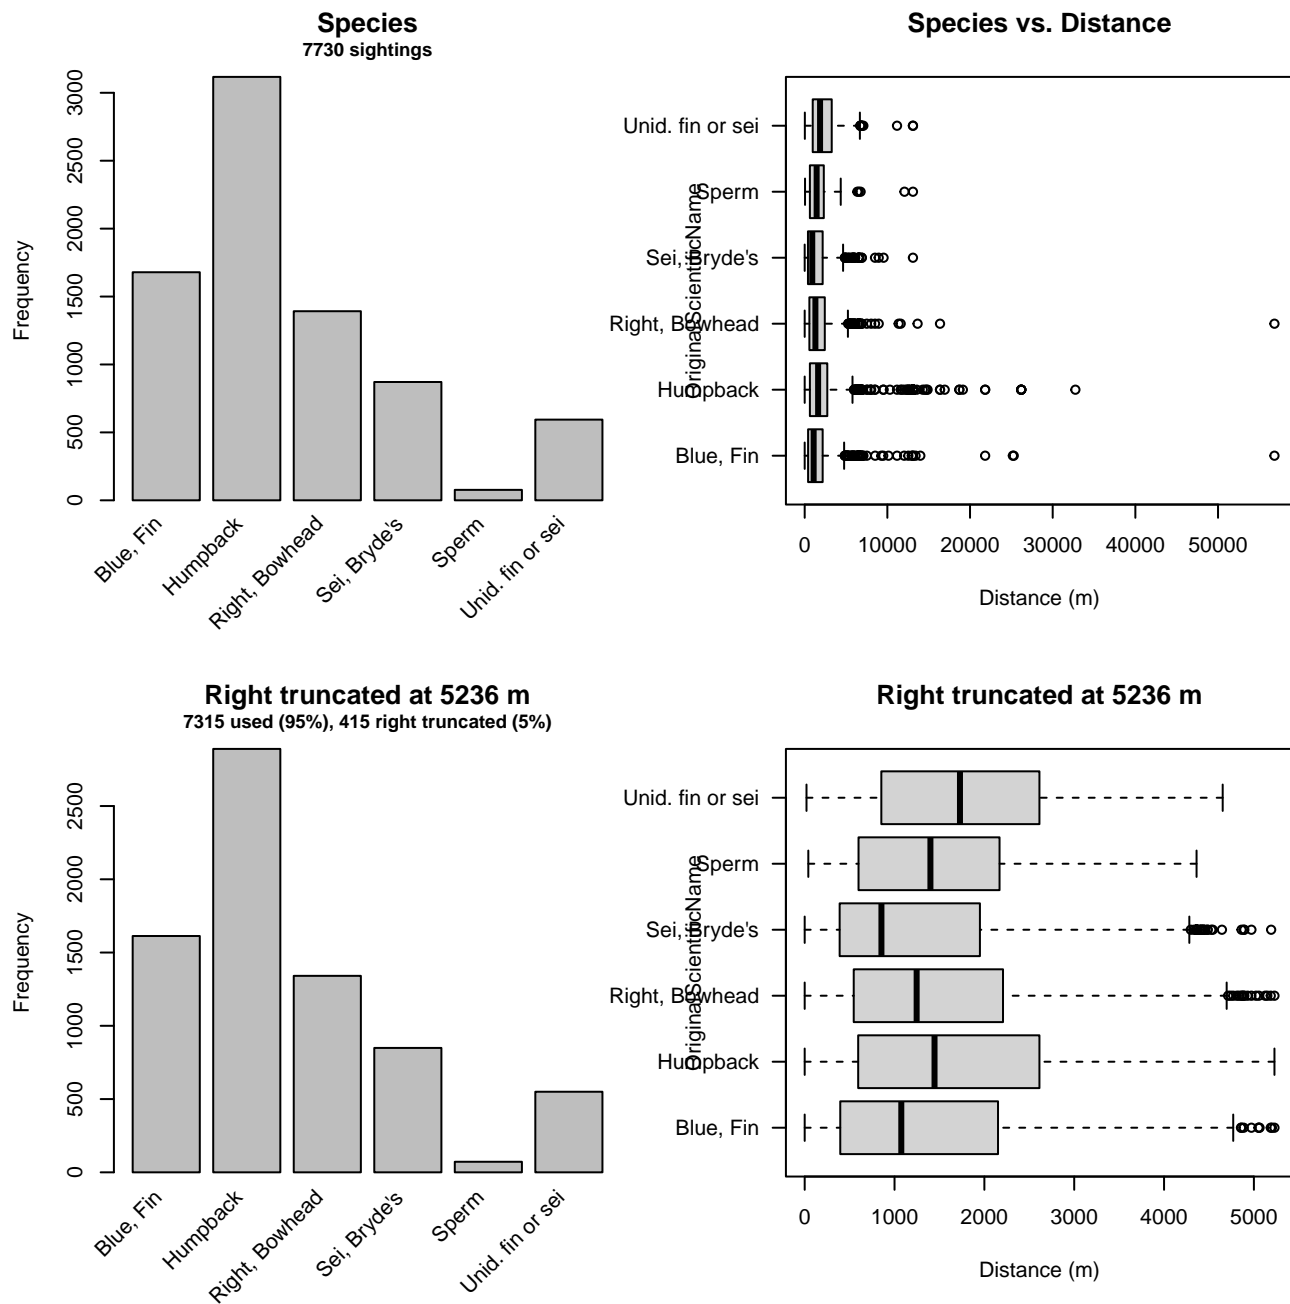 Species
7730 sightings
Frequency
0
500
1000
1500
2000
2500
3000
Blue, Fin
Humpback
Right, Bowhead
Sei, Bryde's
Sperm
Unid. fin or sei
Species vs. Distance
OriginalScientificName
Unid. fin or sei
Sperm
Sei, Bryde's
Right, Bowhead
Humpback
Blue, Fin
0 10000 20000 30000 40000 50000
Distance (m)
Right truncated at 5236 m
7315 used (95%), 415 right truncated (5%)
Frequency
0
500
1000
1500
2000
2500
Blue, Fin
Humpback
Right, Bowhead
Sei, Bryde's
Sperm
Unid. fin or sei
Right truncated at 5236 m
OriginalScientificName
Unid. fin or sei
Sperm
Sei, Bryde's
Right, Bowhead
Humpback
Blue, Fin
0 1000 2000 3000 4000 5000
Distance (m)